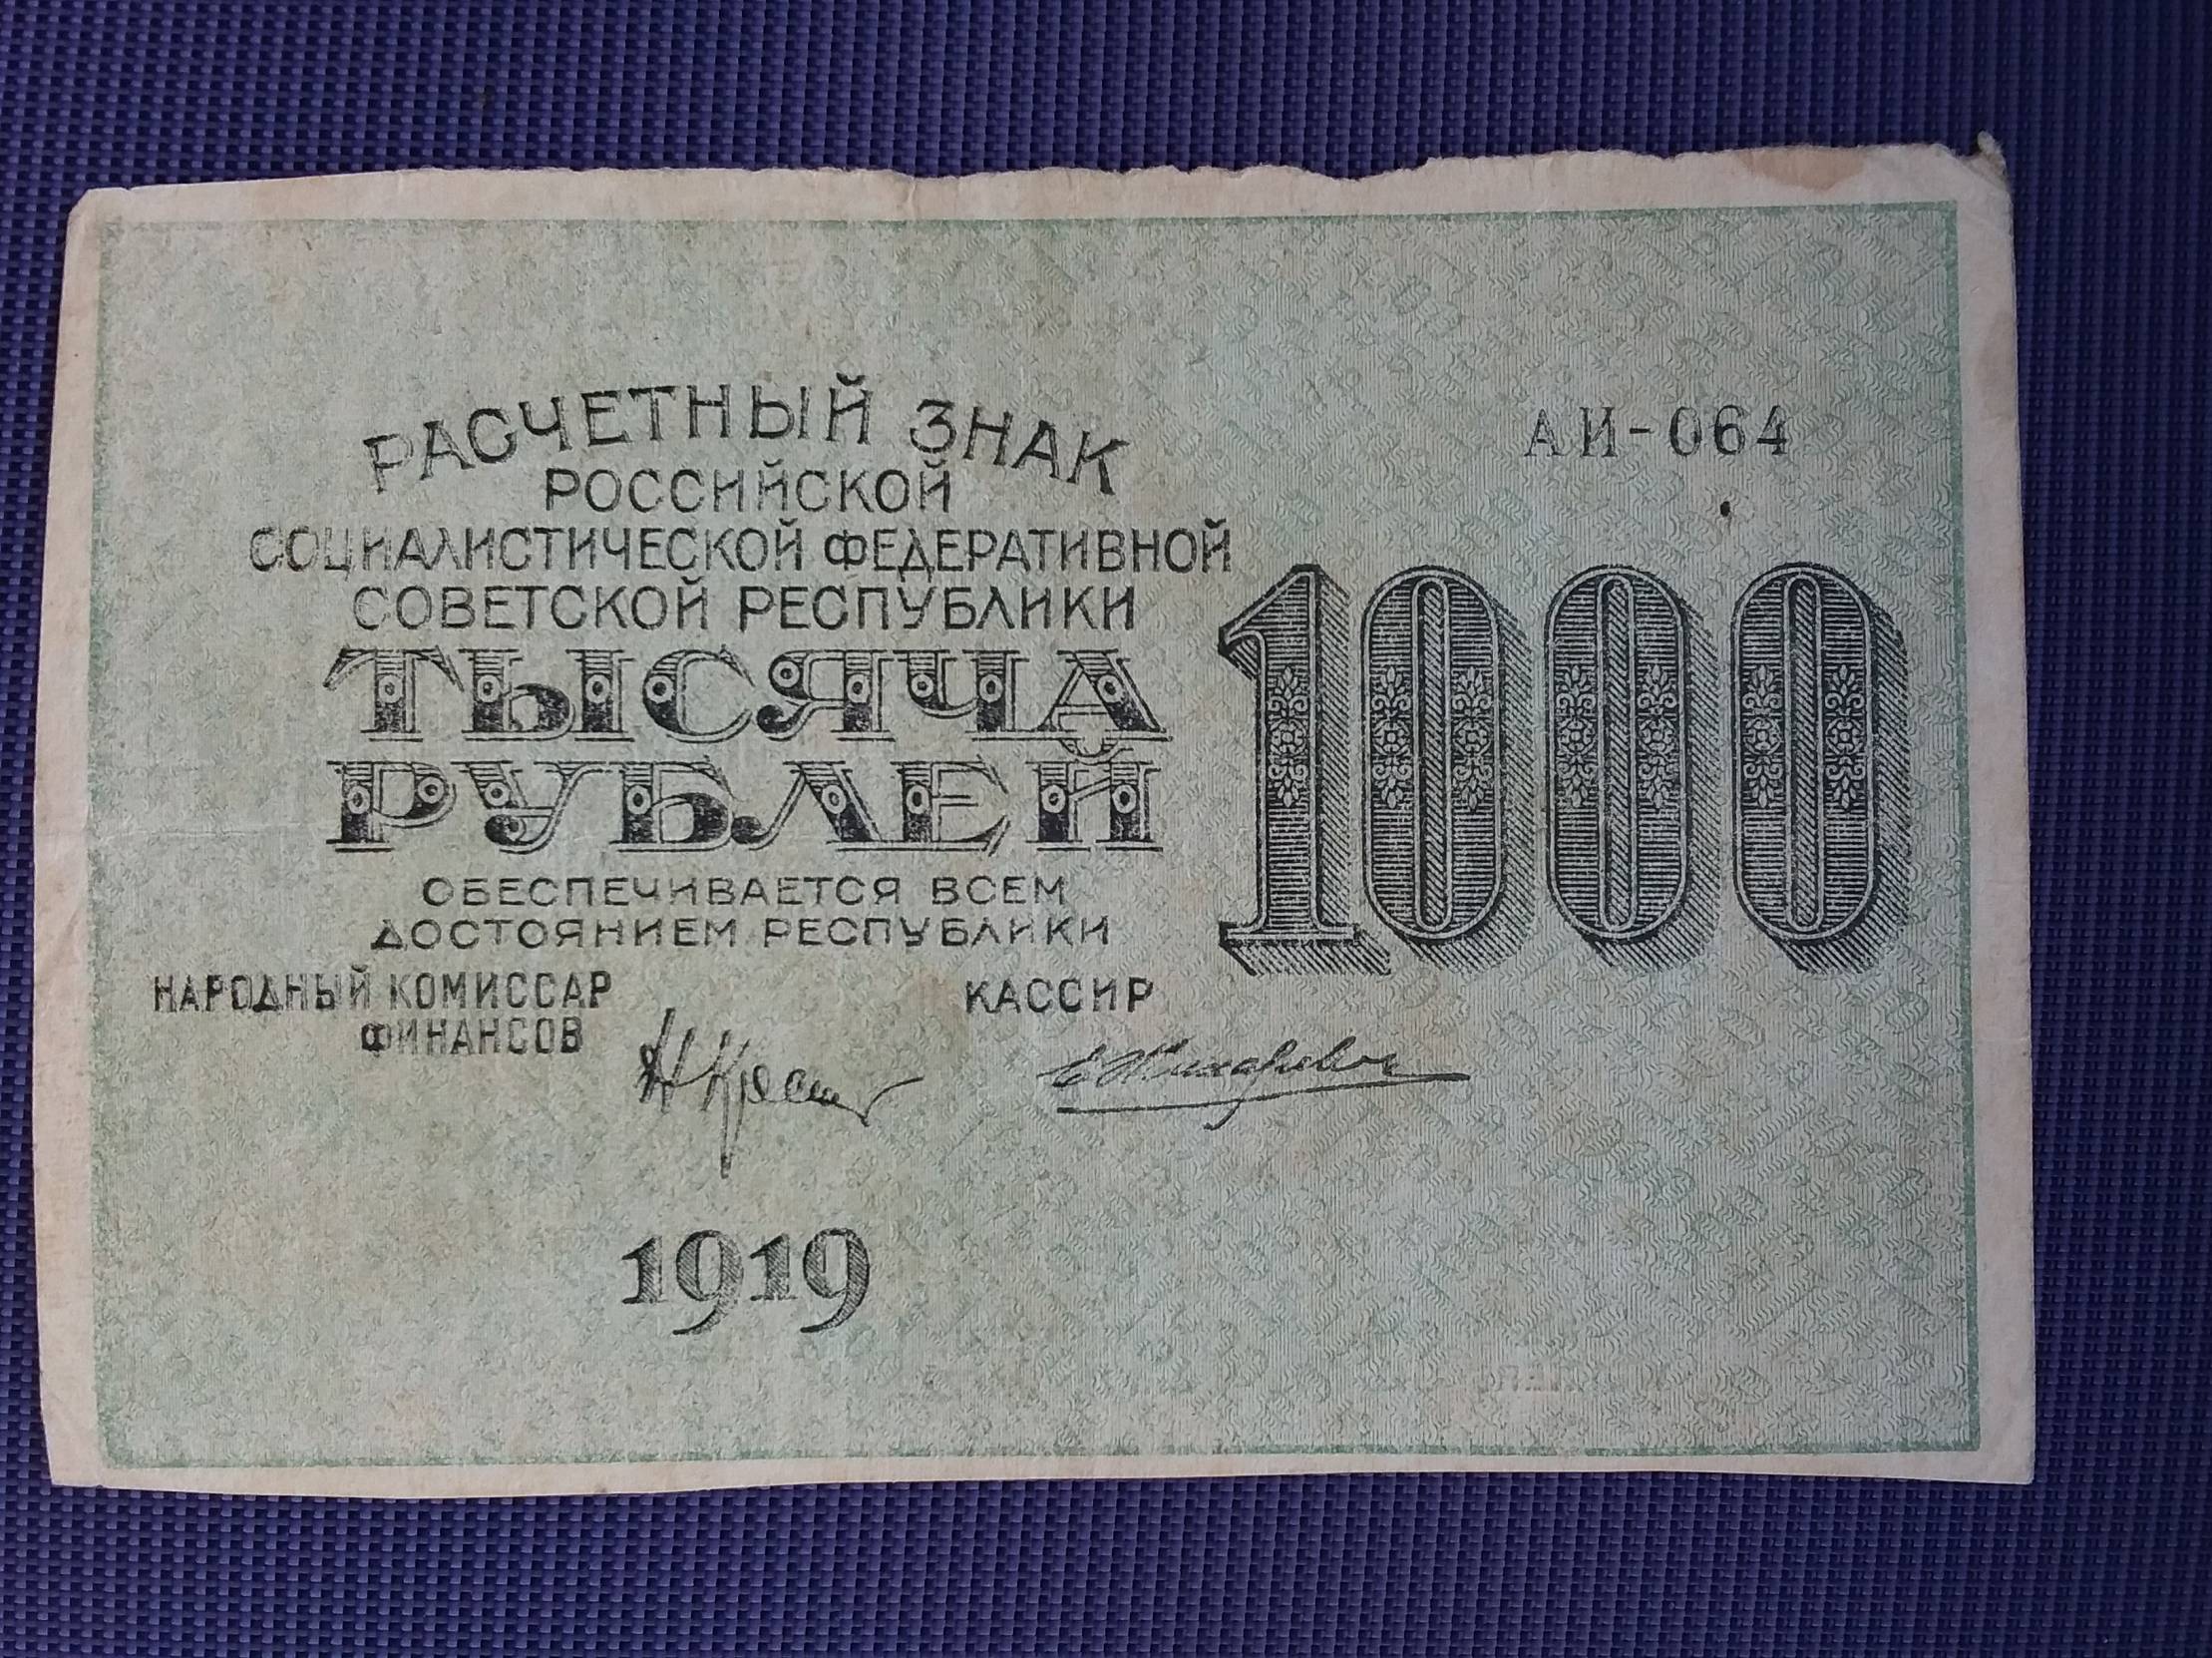 РАСЧЕТНЫЙ ЗНАК
РОССИЙСКОЙ
СОЦИАЛИСТИЧЕСКОЙ ФЕДЕРАТИВНОЙ
СОВЕТСКОЙ РЕСПУБЛИКИ
ТЫСЯЧА
РУБЛЕЙ
ОБЕСПЕЧИВАЕТСЯ ВСЕМ
ДОСТОЯНИЕМ РЕСПУБЛИКИ
НАРОДНЫЙ КОМИССАР
ФИНАНСОВ
КАССИР
1919
АИ-064
1000